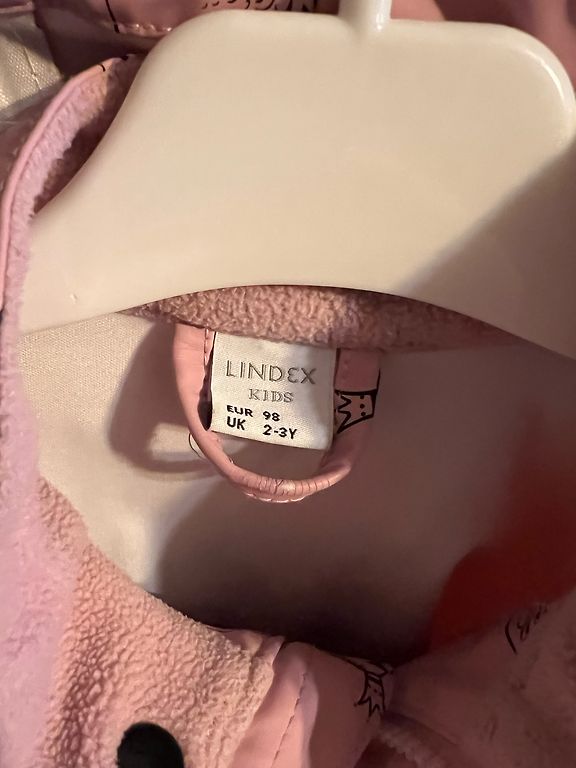 LINDEX
KIDS
EUR 98
UK 2-3Y